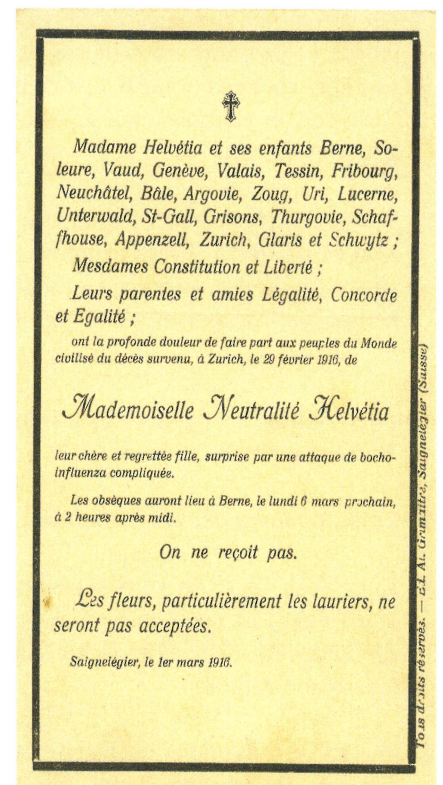 Madame Helvétia et ses enfants Berne, So-
leure, Vaud, Genève, Valais, Tessin, Fribourg,
Neuchâtel, Bâle, Argovie, Zoug, Uri, Lucerne,
Unterwald, St-Gall, Grisons, Thurgovie, Schaf-
fhouse, Appenzell, Zurich, Glaris et Schwytz ;
Mesdames Constitution et Liberté ;
Leurs parentes et amies Légalité, Concorde
et Egalité ;
ont la profonde douleur de faire part aux peuples du Monde
civilisé du décès survenu, à Zurich, le 29 février 1916, de
Mademoiselle Neutralité Helvétia
leur chère et regrettée fille, surprise par une attaque de bocho-
influenza compliquée.
Les obsèques auront lieu à Berne, le lundi 6 mars prochain,
à 2 heures après midi.
On ne reçoit pas.
Les fleurs, particulièrement les lauriers, ne
seront pas acceptées.
Saignelégier, le 1er mars 1916.
Tous droits réservés. — Ed. Al. Grimaître, Saignelégier (Suisse)